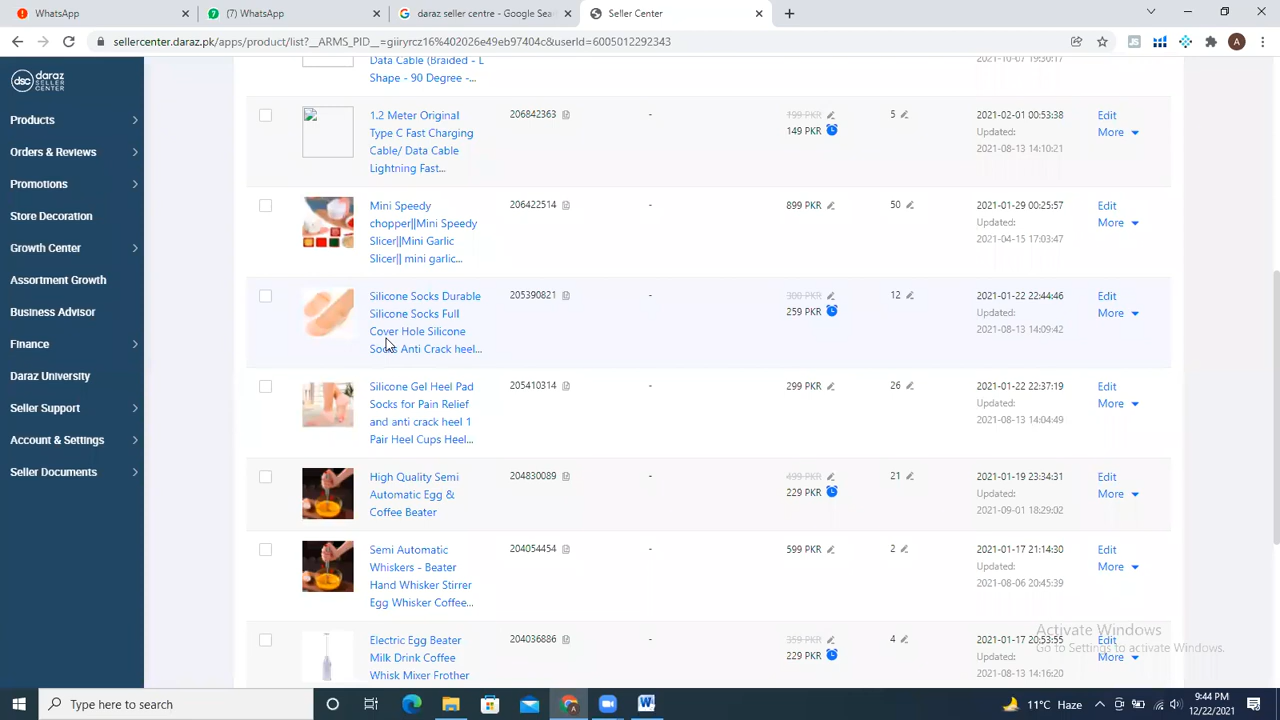 WhatsApp
(7) WhatsApp
daraz seller centre - Google Sea
Seller Center
sellercenter.daraz.pk/apps/product/list?__ARMS_PID__=giiryrcz16%402026e49eb97404c&userId=6005012292343
dsc daraz SELLER CENTER
Products
Orders & Reviews
Promotions
Store Decoration
Growth Center
Assortment Growth
Business Advisor
Finance
Daraz University
Seller Support
Account & Settings
Seller Documents
Data Cable (Braided - L
Shape - 90 Degree -...
2021-10-07 19:30:17
1.2 Meter Original
Type C Fast Charging
Cable/ Data Cable
Lightning Fast...
206842363
-
199 PKR
149 PKR
5
2021-02-01 00:53:38
Updated:
2021-08-13 14:10:21
Edit
More
Mini Speedy
chopper||Mini Speedy
Slicer||Mini Garlic
Slicer|| mini garlic...
206422514
-
899 PKR
50
2021-01-29 00:25:57
Updated:
2021-04-15 17:03:47
Edit
More
Silicone Socks Durable
Silicone Socks Full
Cover Hole Silicone
Socks Anti Crack heel...
205390821
-
300 PKR
259 PKR
12
2021-01-22 22:44:46
Updated:
2021-08-13 14:09:42
Edit
More
Silicone Gel Heel Pad
Socks for Pain Relief
and anti crack heel 1
Pair Heel Cups Heel...
205410314
-
299 PKR
26
2021-01-22 22:37:19
Updated:
2021-08-13 14:04:49
Edit
More
High Quality Semi
Automatic Egg &
Coffee Beater
204830089
-
499 PKR
229 PKR
21
2021-01-19 23:34:31
Updated:
2021-09-01 18:29:02
Edit
More
Semi Automatic
Whiskers - Beater
Hand Whisker Stirrer
Egg Whisker Coffee...
204054454
-
599 PKR
2
2021-01-17 21:14:30
Updated:
2021-08-06 20:45:39
Edit
More
Electric Egg Beater
Milk Drink Coffee
Whisk Mixer Frother
204036886
-
359 PKR
229 PKR
4
2021-01-17 20:53:55
Updated:
2021-08-13 14:16:20
Edit
More
Activate Windows
Go to Settings to activate Windows.
Type here to search
11°C Haze
9:44 PM
12/22/2021